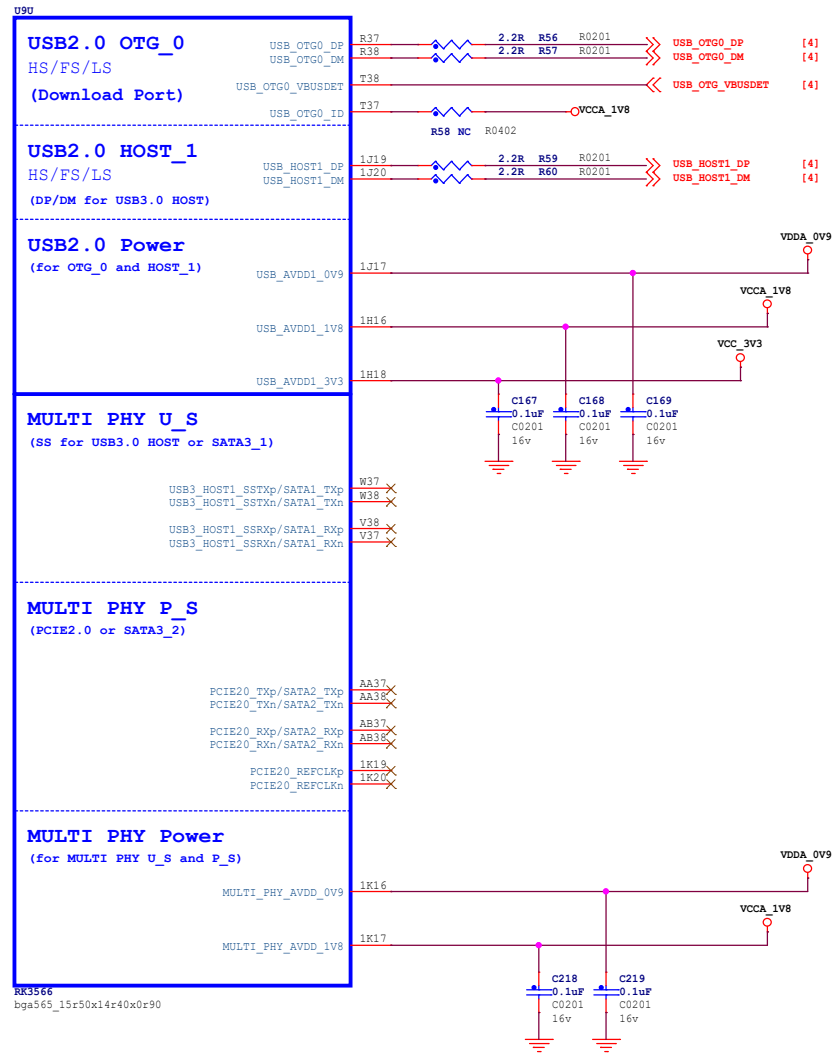 U9U
USB2.0 OTG_0
HS/FS/LS
(Download Port)
USB_OTG0_DP R37 2.2R R56 R0201 USB_OTG0_DP [4]
USB_OTG0_DM R38 2.2R R57 R0201 USB_OTG0_DM [4]
USB_OTG0_VBUSDET T38 USB_OTG_VBUSDET [4]
USB_OTG0_ID T37 VCCA_1V8
R58 NC R0402
USB2.0 HOST_1
HS/FS/LS
(DP/DM for USB3.0 HOST)
USB_HOST1_DP 1J19 2.2R R59 R0201 USB_HOST1_DP [4]
USB_HOST1_DM 1J20 2.2R R60 R0201 USB_HOST1_DM [4]
USB2.0 Power
(for OTG_0 and HOST_1)
VDDA_0V9
USB_AVDD1_0V9 1J17
VCCA_1V8
USB_AVDD1_1V8 1H16
VCC_3V3
USB_AVDD1_3V3 1H18
C167 C168 C169
0.1uF 0.1uF 0.1uF
C0201 C0201 C0201
16v 16v 16v
MULTI PHY U_S
(SS for USB3.0 HOST or SATA3_1)
USB3_HOST1_SSTXp/SATA1_TXp W37
USB3_HOST1_SSTXn/SATA1_TXn W38
USB3_HOST1_SSRXp/SATA1_RXp V38
USB3_HOST1_SSRXn/SATA1_RXn V37
MULTI PHY P_S
(PCIE2.0 or SATA3_2)
PCIE20_TXp/SATA2_TXp AA37
PCIE20_TXn/SATA2_TXn AA38
PCIE20_RXp/SATA2_RXp AB37
PCIE20_RXn/SATA2_RXn AB38
PCIE20_REFCLKp 1K19
PCIE20_REFCLKn 1K20
MULTI PHY Power
(for MULTI PHY U_S and P_S)
VDDA_0V9
MULTI_PHY_AVDD_0V9 1K16
VCCA_1V8
MULTI_PHY_AVDD_1V8 1K17
C218 C219
0.1uF 0.1uF
C0201 C0201
16v 16v
RK3566
bga565_15r50x14r40x0r90